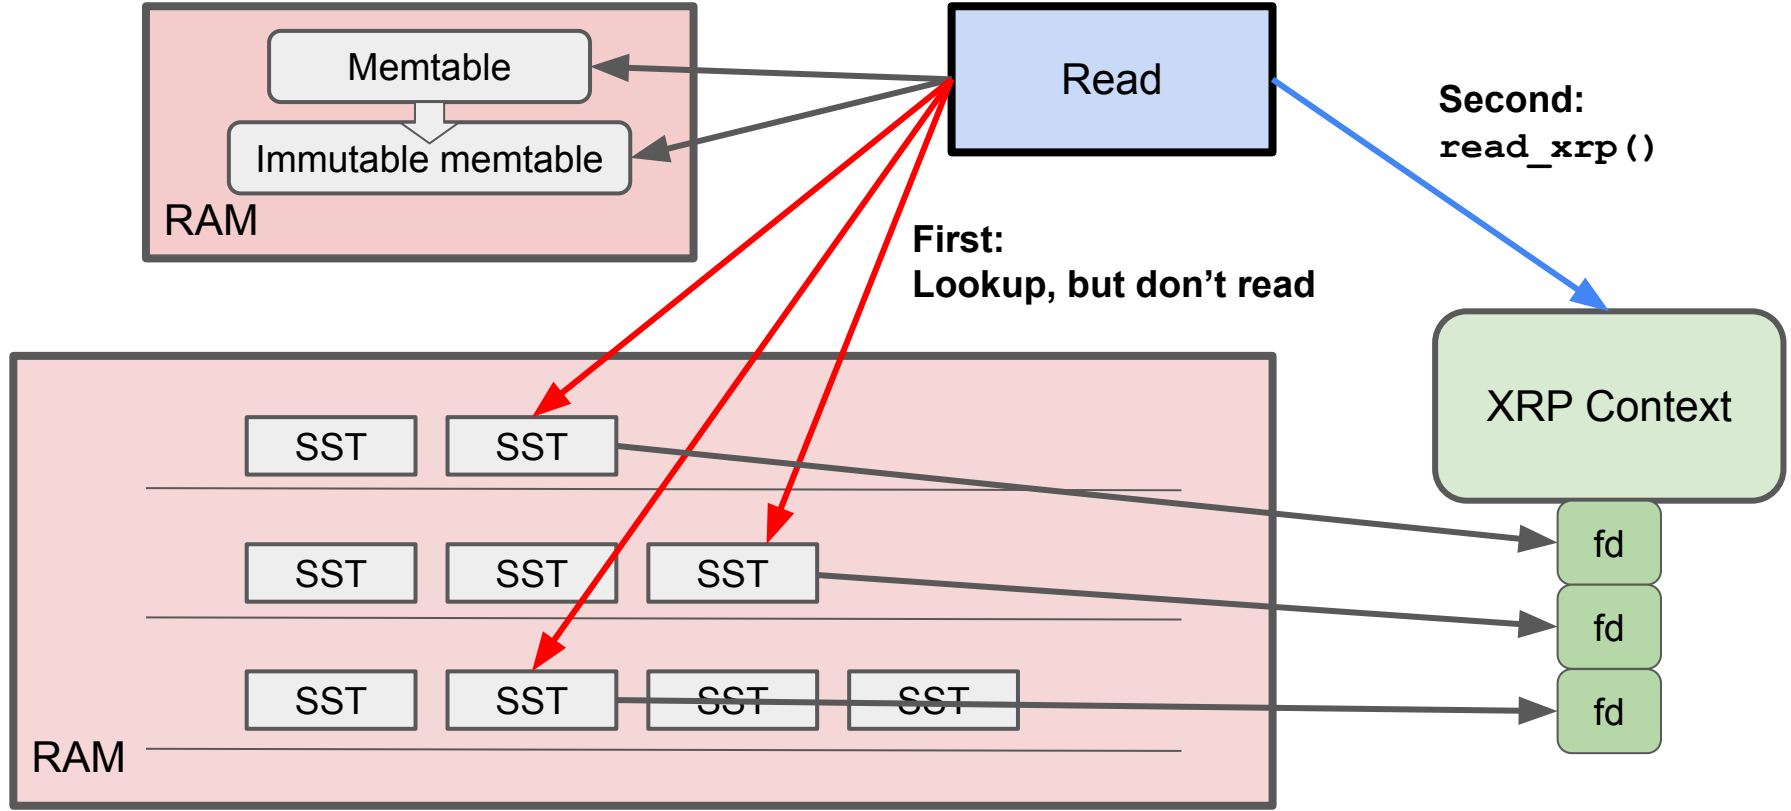 Memtable
Immutable memtable
RAM
Read
Second:
read_xrp()
First:
Lookup, but don’t read
XRP Context
SST SST
SST SST SST
SST SST SST SST
RAM
fd
fd
fd